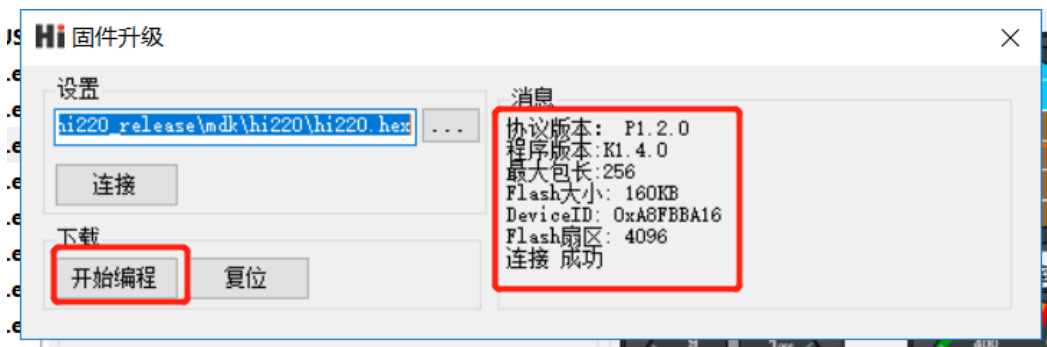 Hi 固件升级
设置
hi220_release\mdk\hi220\hi220.hex
...
连接
下载
开始编程
复位
消息
协议版本: P1.2.0
程序版本:K1.4.0
最大包长:256
Flash大小: 160KB
DeviceID: 0xA8FBBA16
Flash扇区: 4096
连接 成功